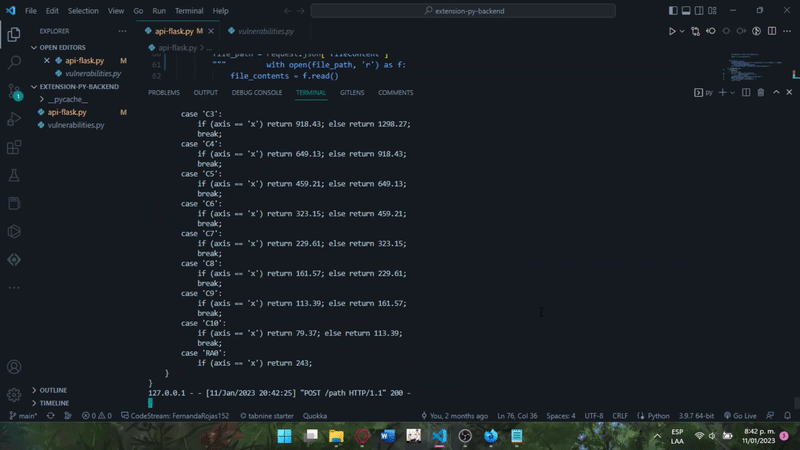 File Edit Selection View Go Run Terminal Help
extension-py-backend
EXPLORER
OPEN EDITORS
api-flask.py M
vulnerabilities.py
EXTENSION-PY-BACKEND
__pycache__
api-flask.py M
vulnerabilities.py
OUTLINE
TIMELINE
api-flask.py M
vulnerabilities.py
api-flask.py > ...
61
62
file_path = request.json['fileContent']
""" with open(file_path, 'r') as f:
file_contents = f.read()
PROBLEMS OUTPUT DEBUG CONSOLE TERMINAL GITLENS COMMENTS
py
case 'C3':
if (axis == 'x') return 918.43; else return 1298.27;
break;
case 'C4':
if (axis == 'x') return 649.13; else return 918.43;
break;
case 'C5':
if (axis == 'x') return 459.21; else return 649.13;
break;
case 'C6':
if (axis == 'x') return 323.15; else return 459.21;
break;
case 'C7':
if (axis == 'x') return 229.61; else return 323.15;
break;
case 'C8':
if (axis == 'x') return 161.57; else return 229.61;
break;
case 'C9':
if (axis == 'x') return 113.39; else return 161.57;
break;
case 'C10':
if (axis == 'x') return 79.37; else return 113.39;
break;
case 'RA0':
if (axis == 'x') return 243;
}
}
127.0.0.1 - - [11/Jan/2023 20:42:25] "POST /path HTTP/1.1" 200 -
main* 0 0 CodeStream: FernandaRojas152 tabnine starter Quokka You, 2 months ago Ln 76, Col 36 Spaces: 4 UTF-8 CRLF Python 3.9.7 64-bit Go Live
ESP
LAA
8:42 p. m.
11/01/2023